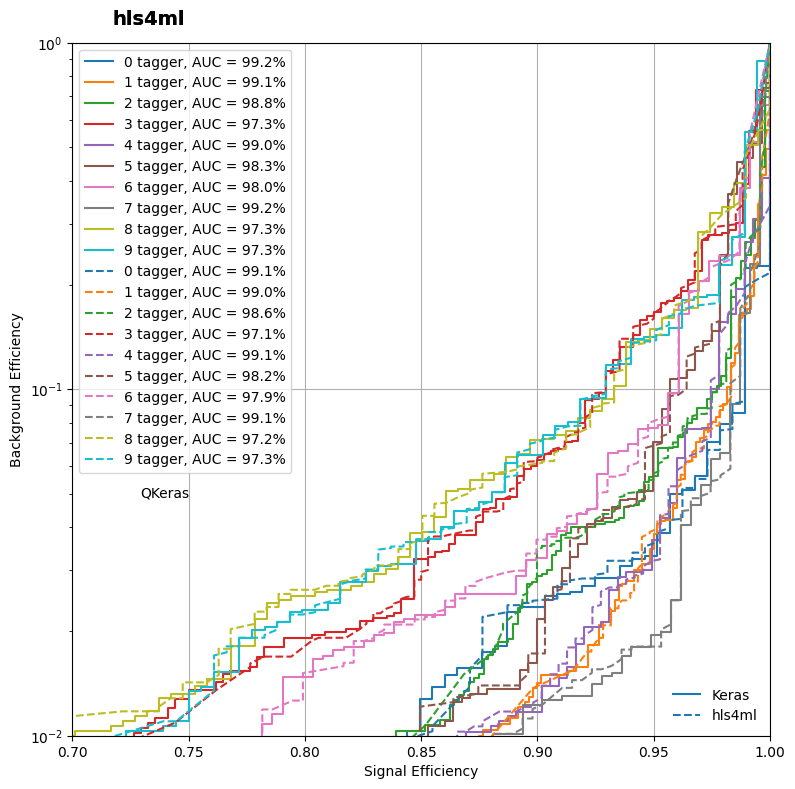 hls4ml
10⁰
0 tagger, AUC = 99.2%
1 tagger, AUC = 99.1%
2 tagger, AUC = 98.8%
3 tagger, AUC = 97.3%
4 tagger, AUC = 99.0%
5 tagger, AUC = 98.3%
6 tagger, AUC = 98.0%
7 tagger, AUC = 99.2%
8 tagger, AUC = 97.3%
9 tagger, AUC = 97.3%
0 tagger, AUC = 99.1%
1 tagger, AUC = 99.0%
2 tagger, AUC = 98.6%
3 tagger, AUC = 97.1%
4 tagger, AUC = 99.1%
5 tagger, AUC = 98.2%
6 tagger, AUC = 97.9%
7 tagger, AUC = 99.1%
8 tagger, AUC = 97.2%
9 tagger, AUC = 97.3%
Background Efficiency
10⁻¹
QKeras
Keras
hls4ml
10⁻²
0.70 0.75 0.80 0.85 0.90 0.95 1.00
Signal Efficiency